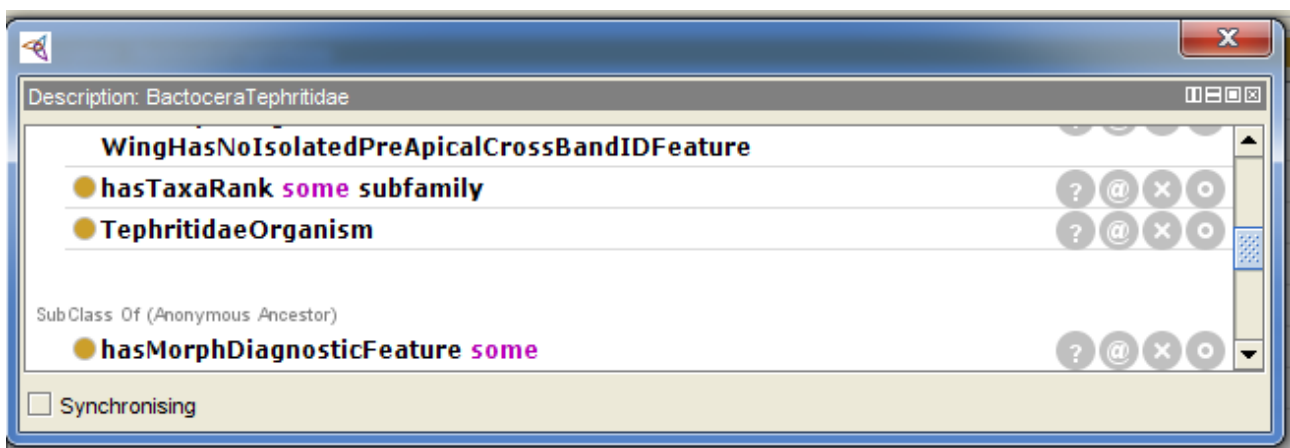 Description: BactoceraTephritidae
WingHasNoIsolatedPreApicalCrossBandIDFeature
hasTaxaRank some subfamily
TephritidaeOrganism
SubClass Of (Anonymous Ancestor)
hasMorphDiagnosticFeature some
Synchronising